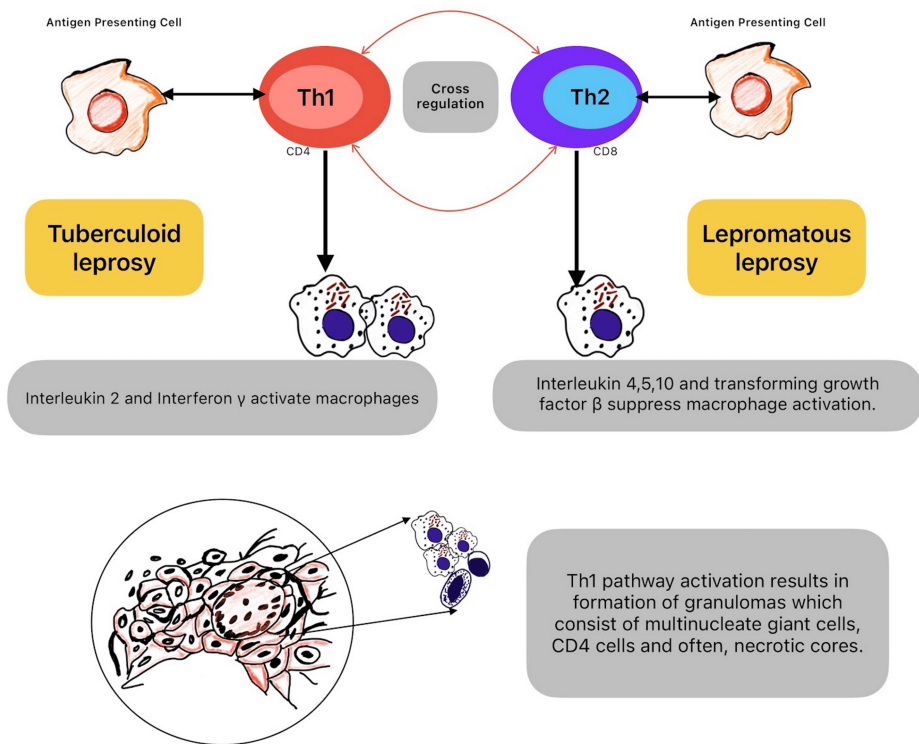 Antigen Presenting Cell
Antigen Presenting Cell
Th1
Cross
regulation
Th2
CD4
CD8
Tuberculoid
leprosy
Lepromatous
leprosy
Interleukin 2 and Interferon γ activate macrophages
Interleukin 4,5,10 and transforming growth
factor β suppress macrophage activation.
Th1 pathway activation results in
formation of granulomas which
consist of multinucleate giant cells,
CD4 cells and often, necrotic cores.